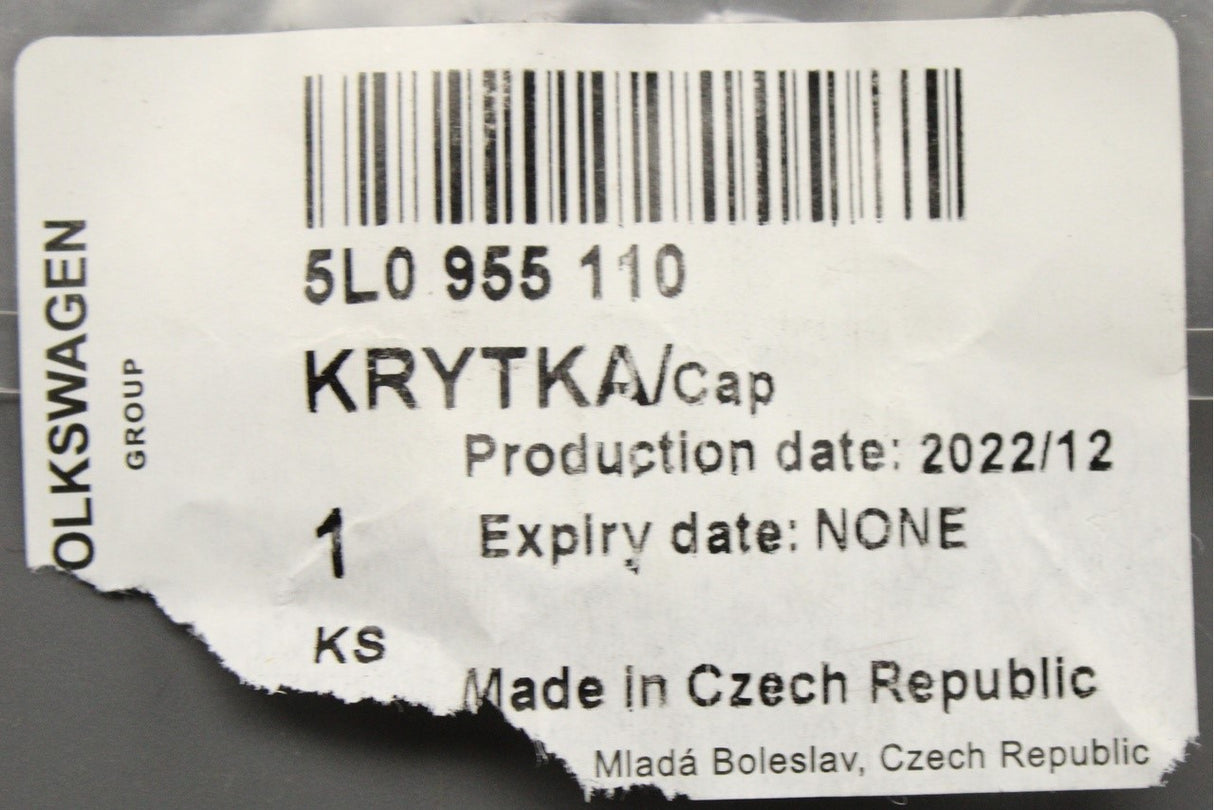 OLKSWAGEN
GROUP
5L0 955 110
KRYTKA/Cap
Production date: 2022/12
1 Expiry date: NONE
KS
Made in Czech Republic
Mladá Boleslav, Czech Republic